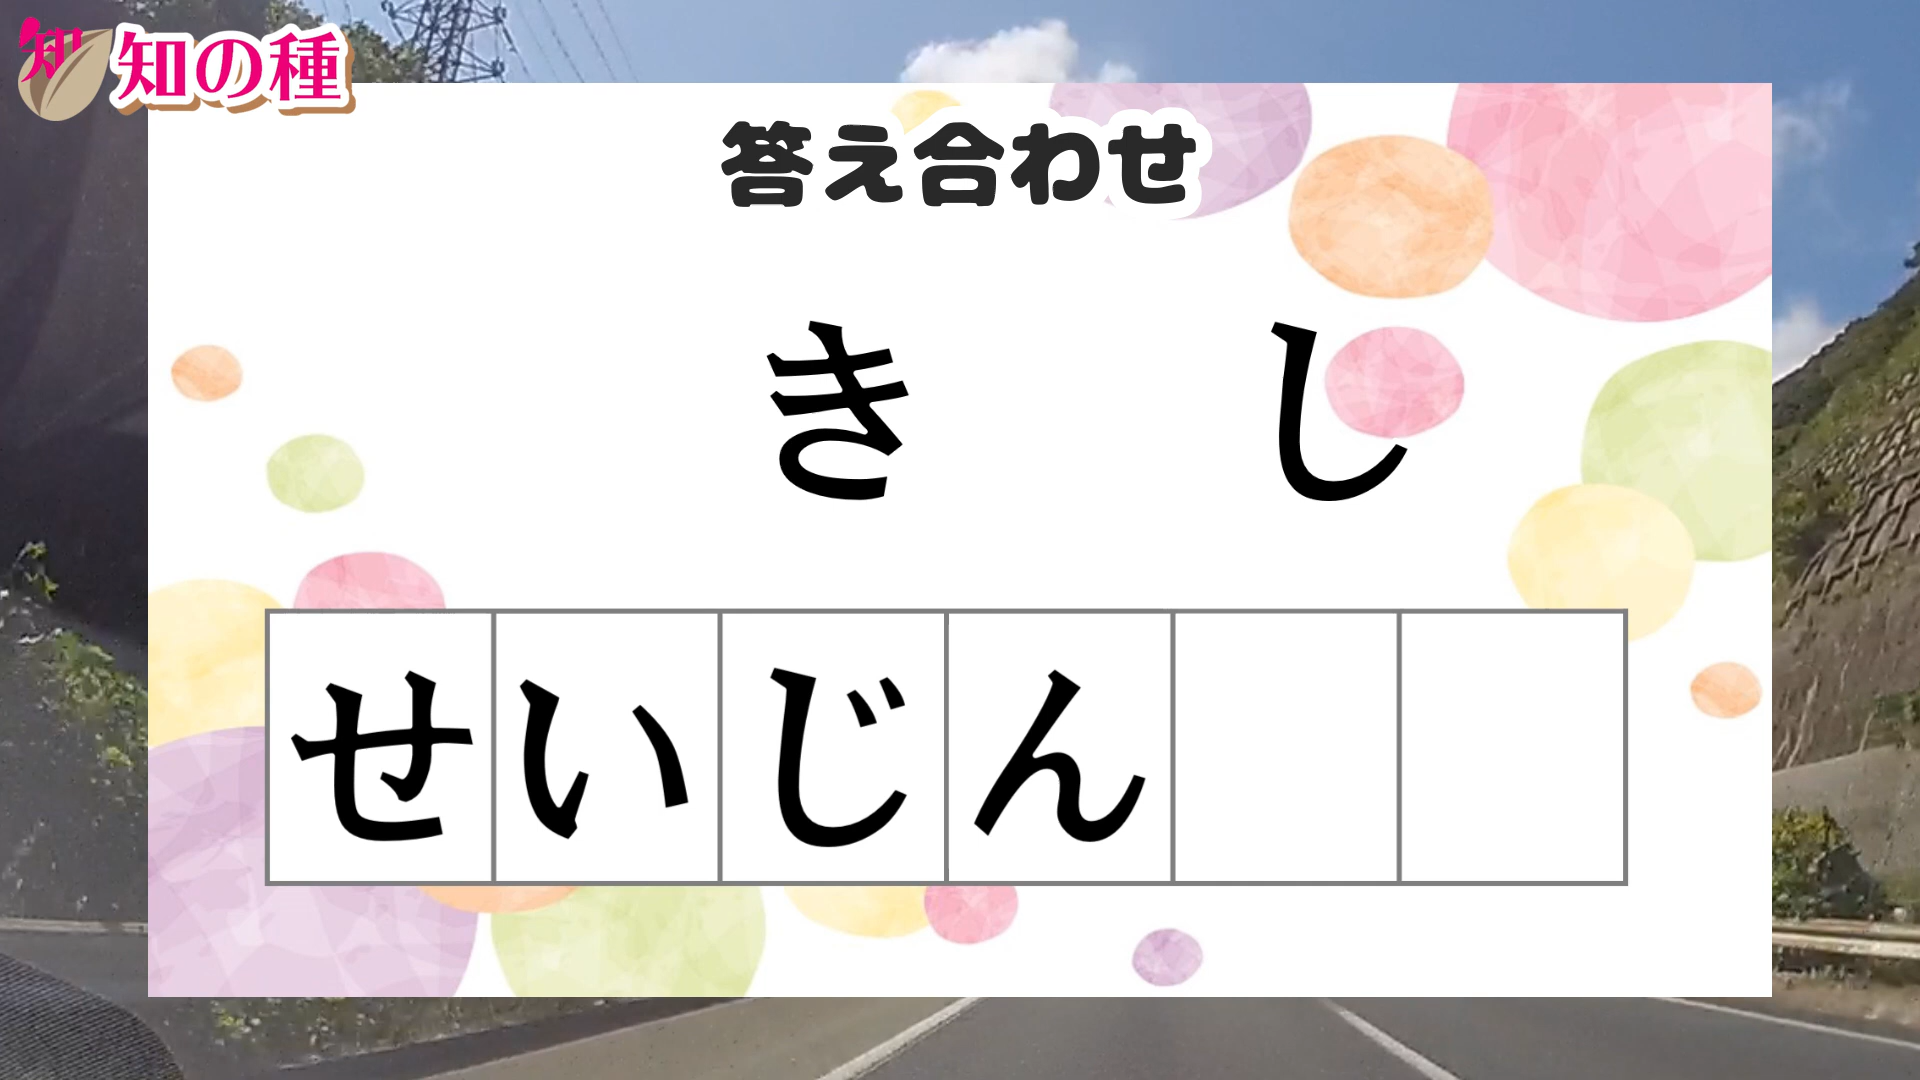 知の種
答え合わせ
き し
せいじん